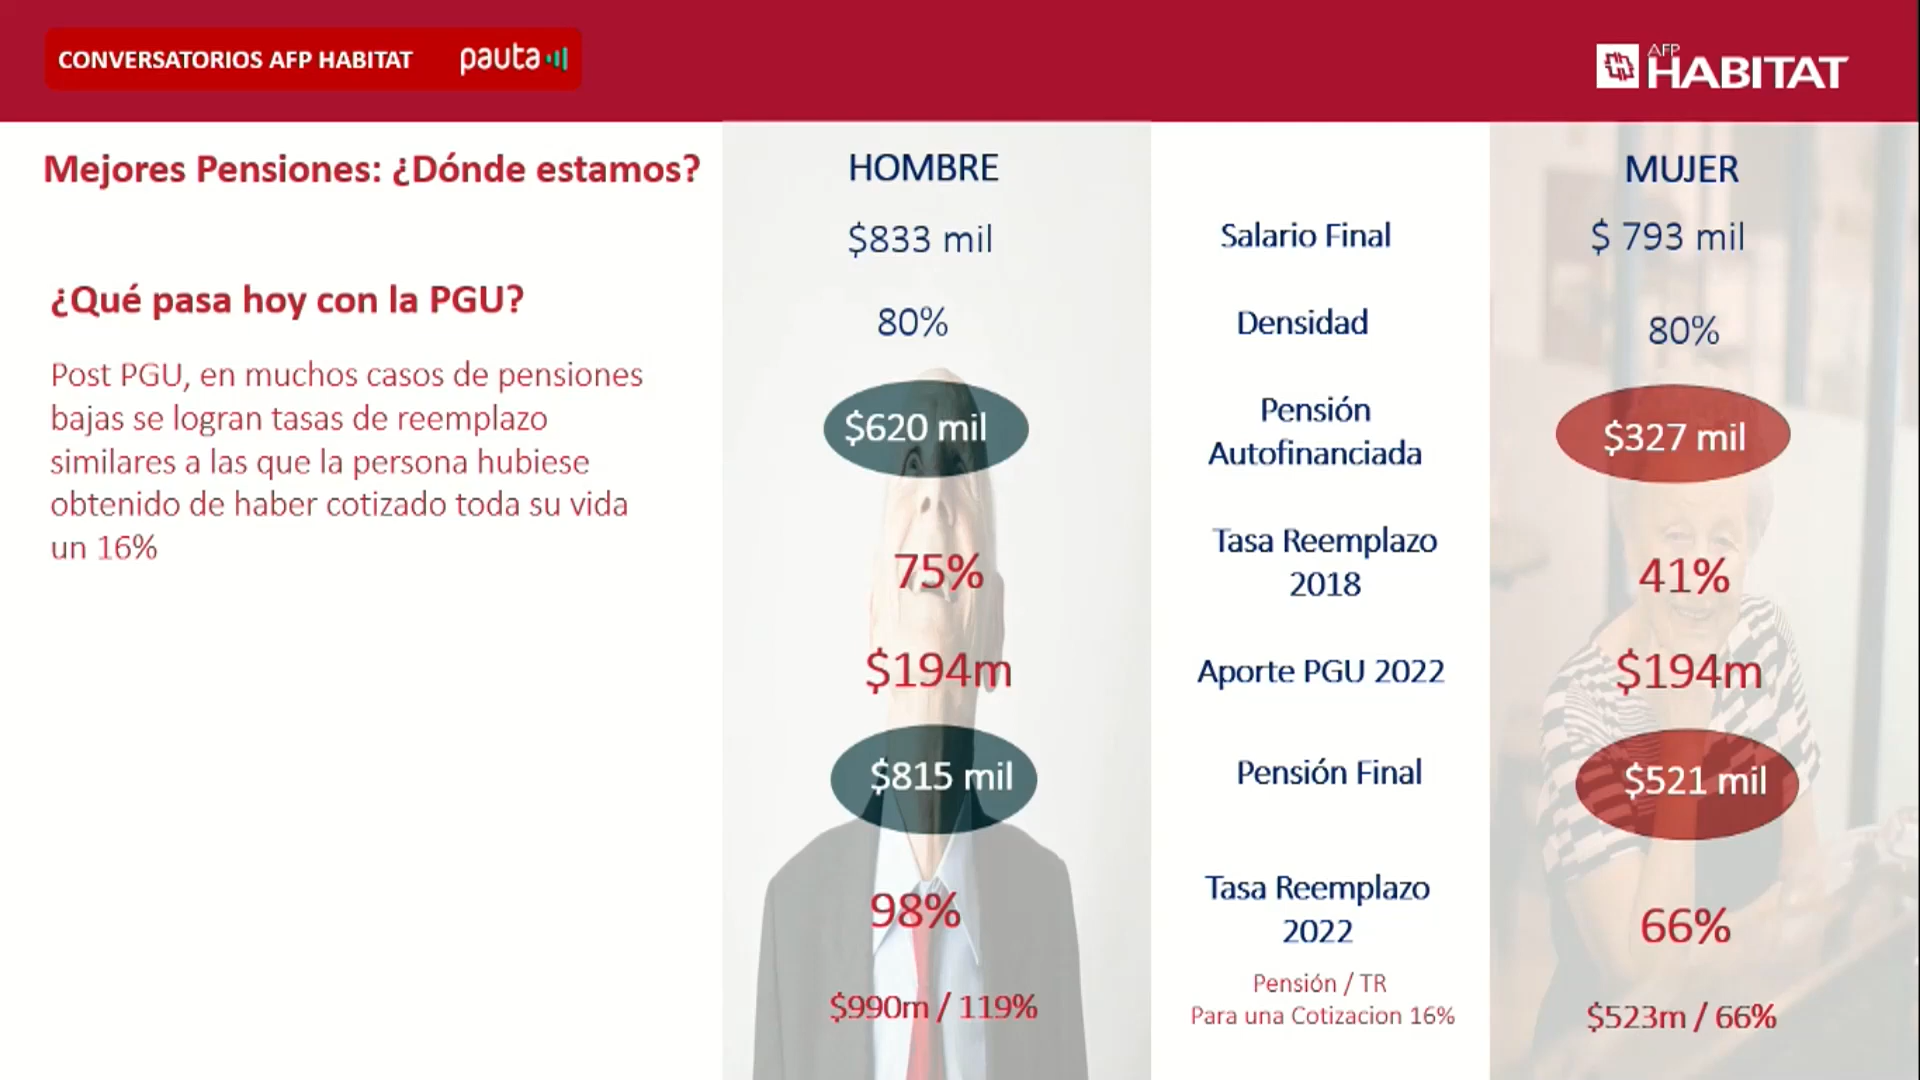 CONVERSATORIOS AFP HABITAT
pauta
AFP
HABITAT
Mejores Pensiones: ¿Dónde estamos?
¿Qué pasa hoy con la PGU?
Post PGU, en muchos casos de pensiones
bajas se logran tasas de reemplazo
similares a las que la persona hubiese
obtenido de haber cotizado toda su vida
un 16%
HOMBRE
MUJER
$833 mil
Salario Final
$ 793 mil
80%
Densidad
80%
$620 mil
Pensión
Autofinanciada
$327 mil
75%
Tasa Reemplazo
2018
41%
$194m
Aporte PGU 2022
$194m
$815 mil
Pensión Final
$521 mil
98%
Tasa Reemplazo
2022
66%
$990m / 119%
Pensión / TR
Para una Cotizacion 16%
$523m / 66%